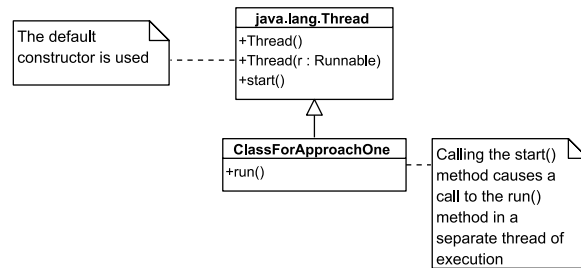 The default
constructor is used
java.lang.Thread
+Thread()
+Thread(r : Runnable)
+start()
ClassForApproachOne
+run()
Calling the start()
method causes a
call to the run()
method in a
separate thread of
execution